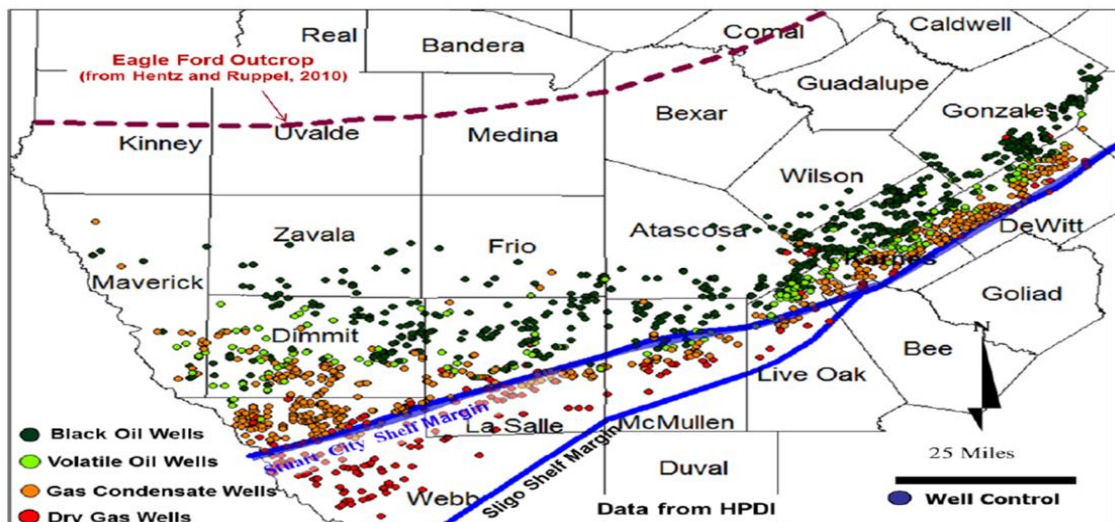 Real
Bandera
Comal
Caldwell
Eagle Ford Outcrop
(from Hentz and Ruppel, 2010)
Guadalupe
Gonzales
Bexar
Kinney
Uvalde
Medina
Wilson
Zavala
Frio
Atascosa
DeWitt
Karnes
Maverick
Goliad
Dimmit
N
Bee
Live Oak
Stuart City Shelf Margin
La Salle
McMullen
Black Oil Wells
Volatile Oil Wells
Gas Condensate Wells
Dry Gas Wells
Webb
Sligo Shelf Margin
Duval
25 Miles
Data from HPDI
Well Control